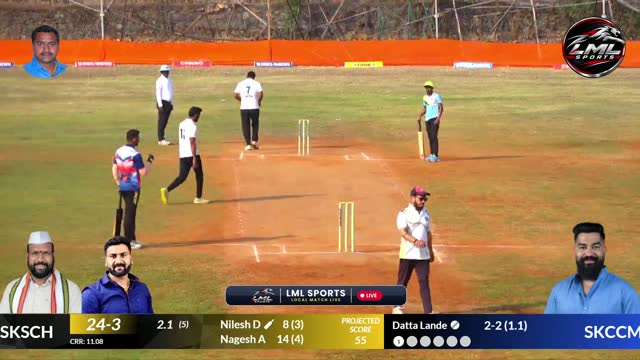 LML
SPORTS
7
LML SPORTS
LOCAL MATCH LIVE
LIVE
SKSCH
24-3
2.1 (5)
CRR: 11.08
Nilesh D 8 (3)
Nagesh A 14 (4)
PROJECTED
SCORE
55
Datta Lande 2-2 (1.1)
1
SKCCM